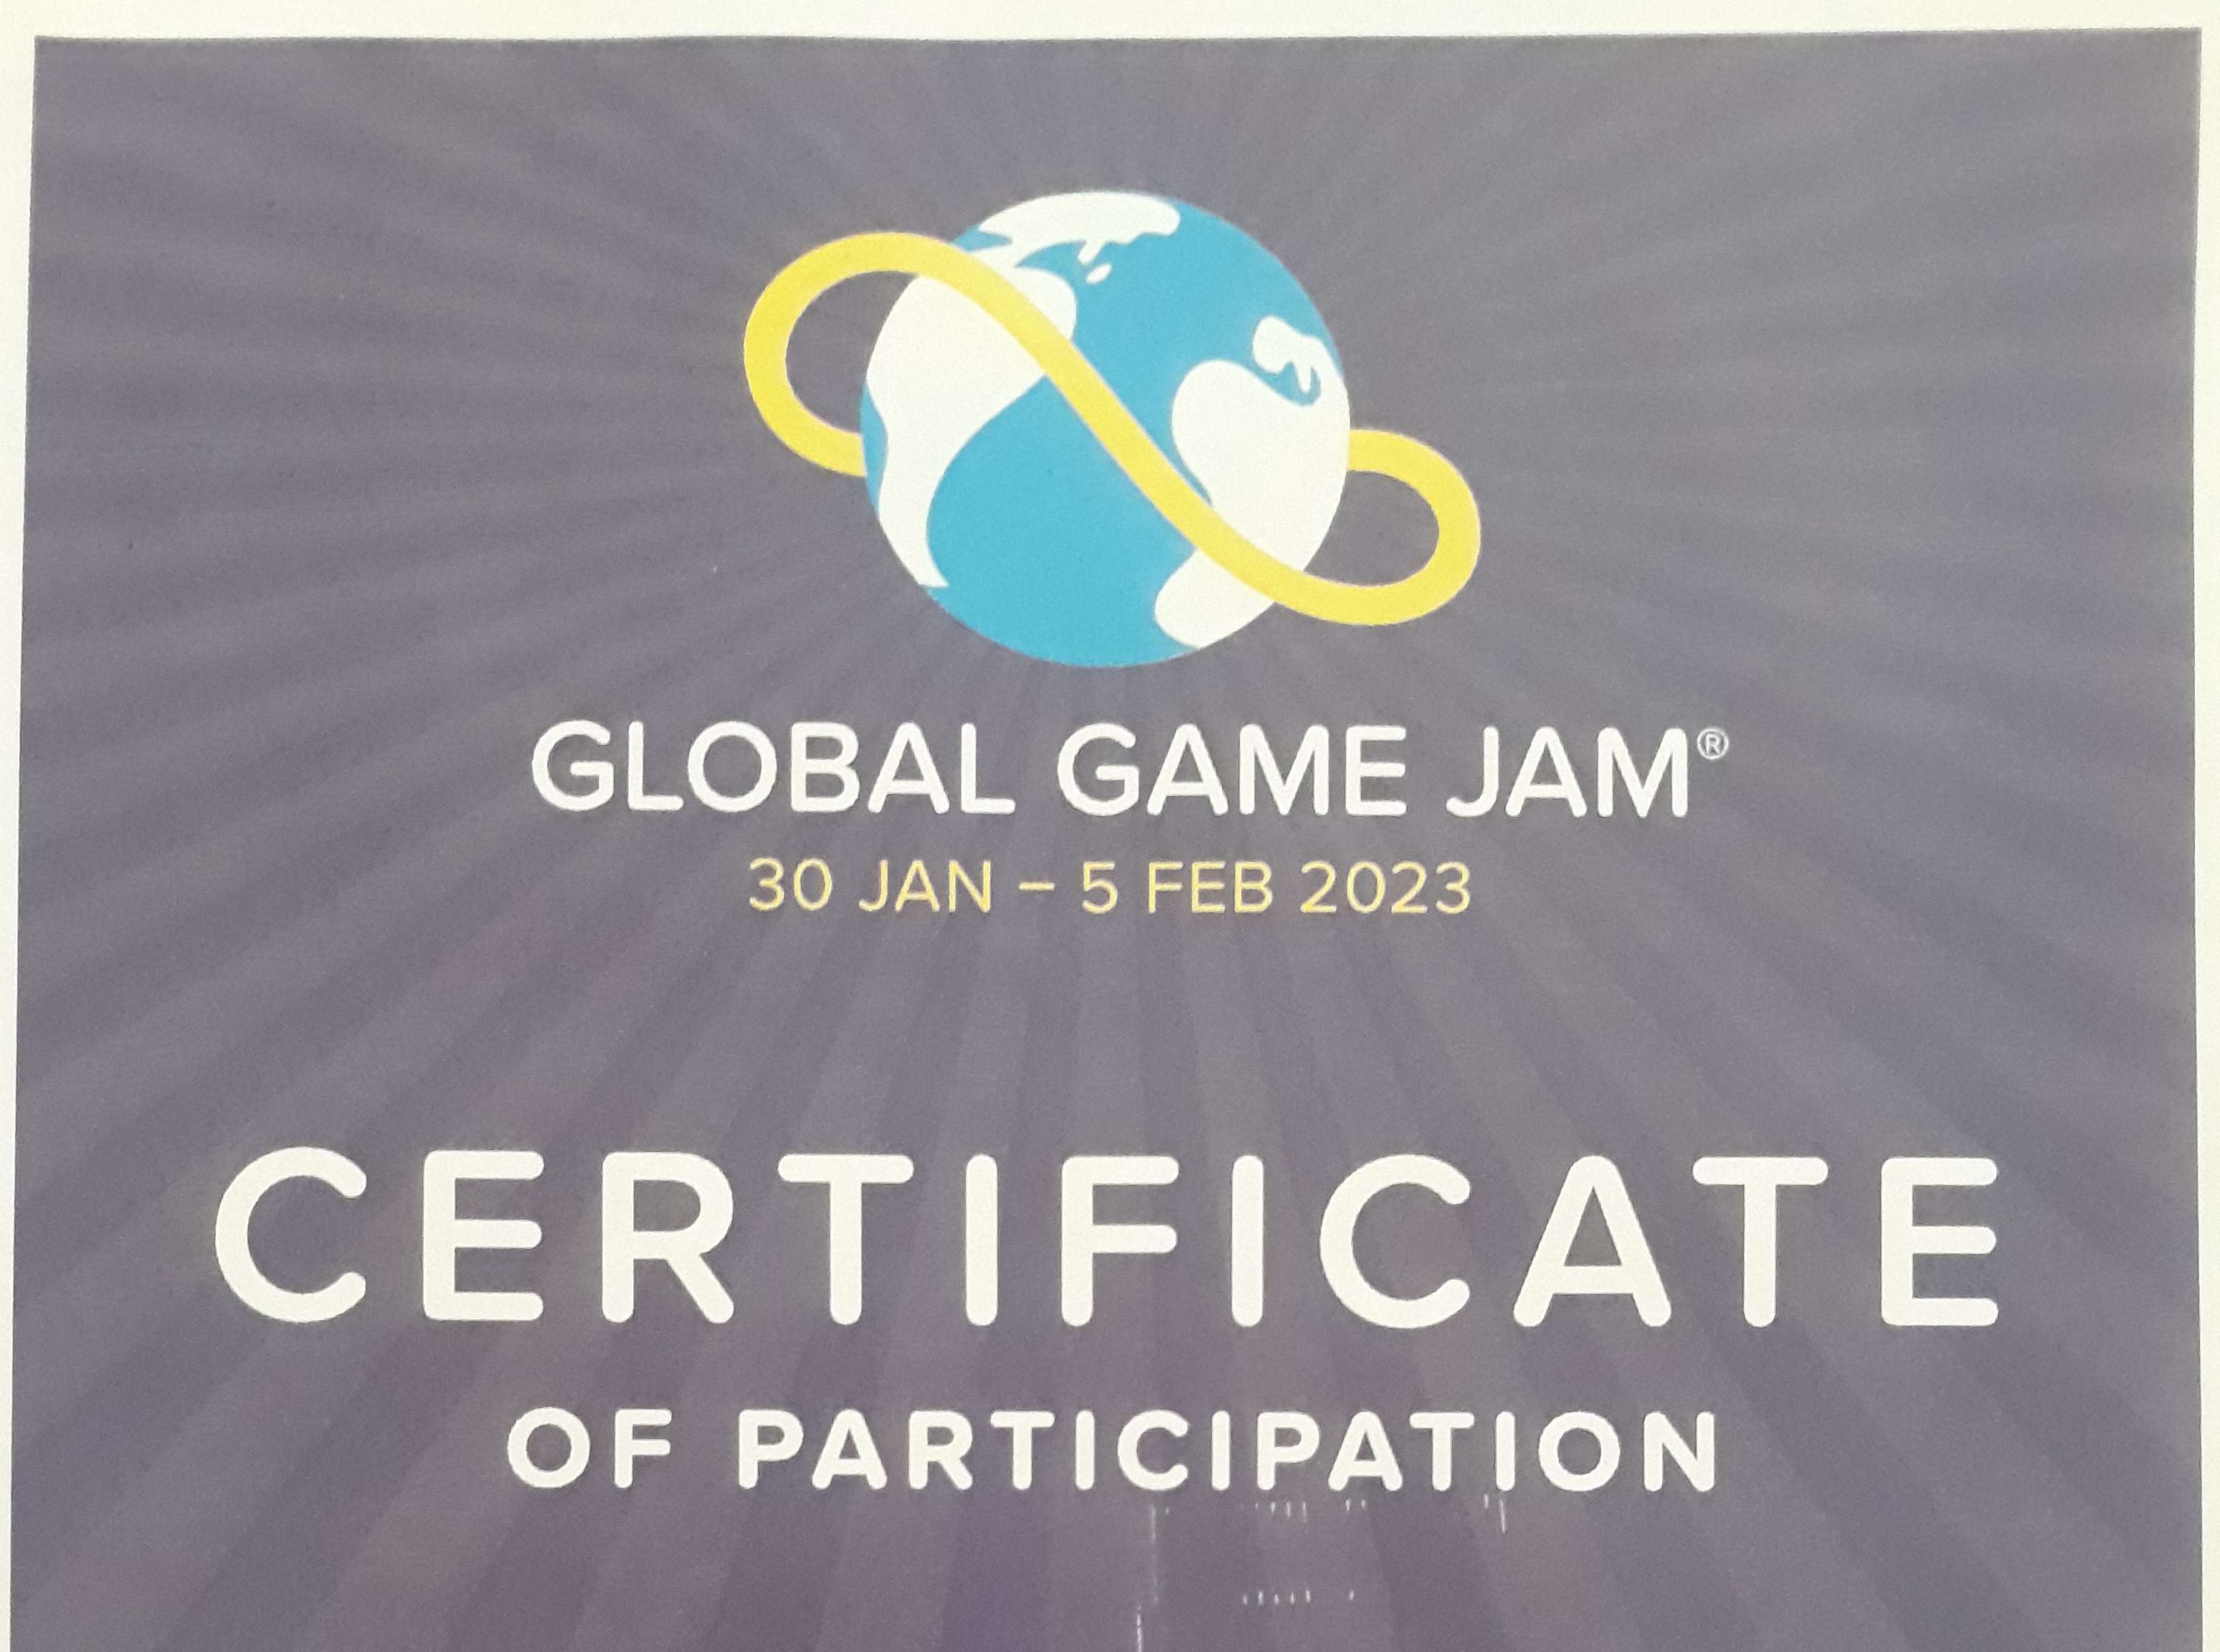 GLOBAL GAME JAM®
30 JAN – 5 FEB 2023
CERTIFICATE
OF PARTICIPATION